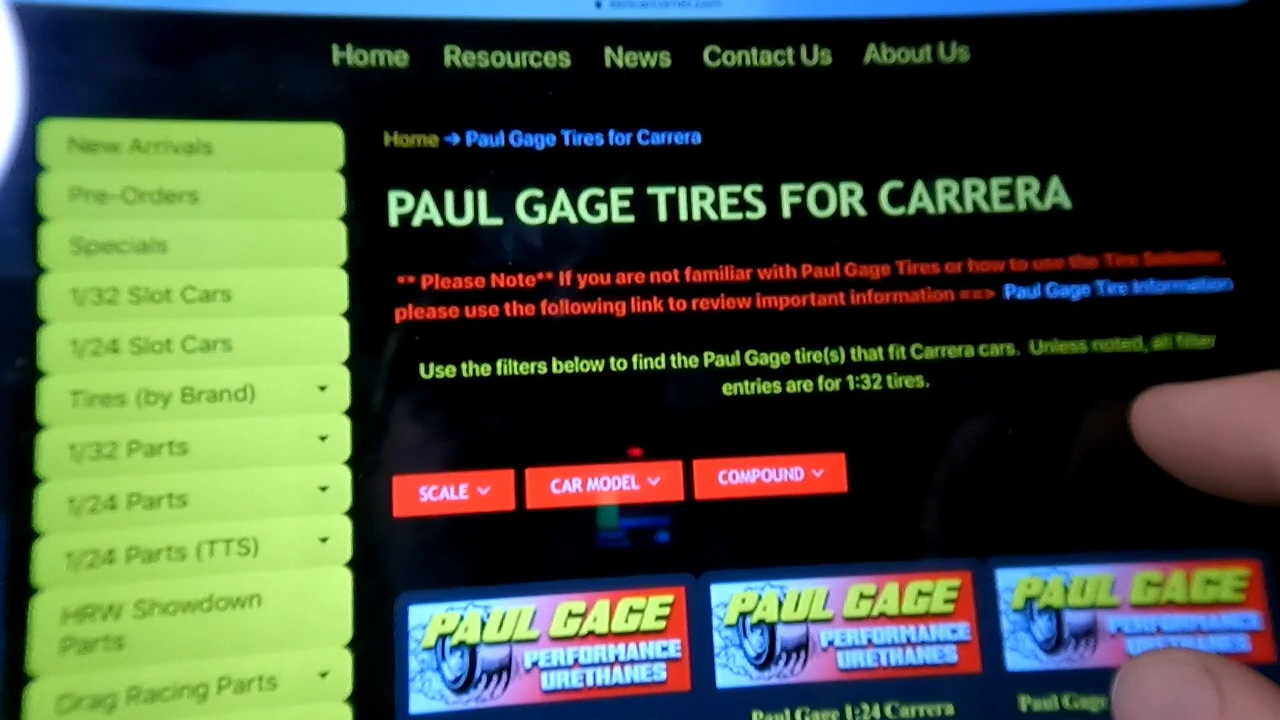 Home Resources News Contact Us About Us
New Arrivals
Pre-Orders
Specials
1/32 Slot Cars
1/24 Slot Cars
Tires (by Brand)
1/32 Parts
1/24 Parts
1/24 Parts (TTS)
HRW Showdown
Parts
Drag Racing Parts
Home → Paul Gage Tires for Carrera
PAUL GAGE TIRES FOR CARRERA
** Please Note** If you are not familiar with Paul Gage Tires or how to use the Tire Selector,
please use the following link to review important information ==> Paul Gage Tire Information
Use the filters below to find the Paul Gage tire(s) that fit Carrera cars. Unless noted, all filter
entries are for 1:32 tires.
SCALE CAR MODEL COMPOUND
PAUL GAGE
PERFORMANCE
URETHANES
PAUL GAGE
PERFORMANCE
URETHANES
PAUL GAGE
PERFORMANCE
URETHANES
Paul Gage 1:24 Carrera
Paul Gage